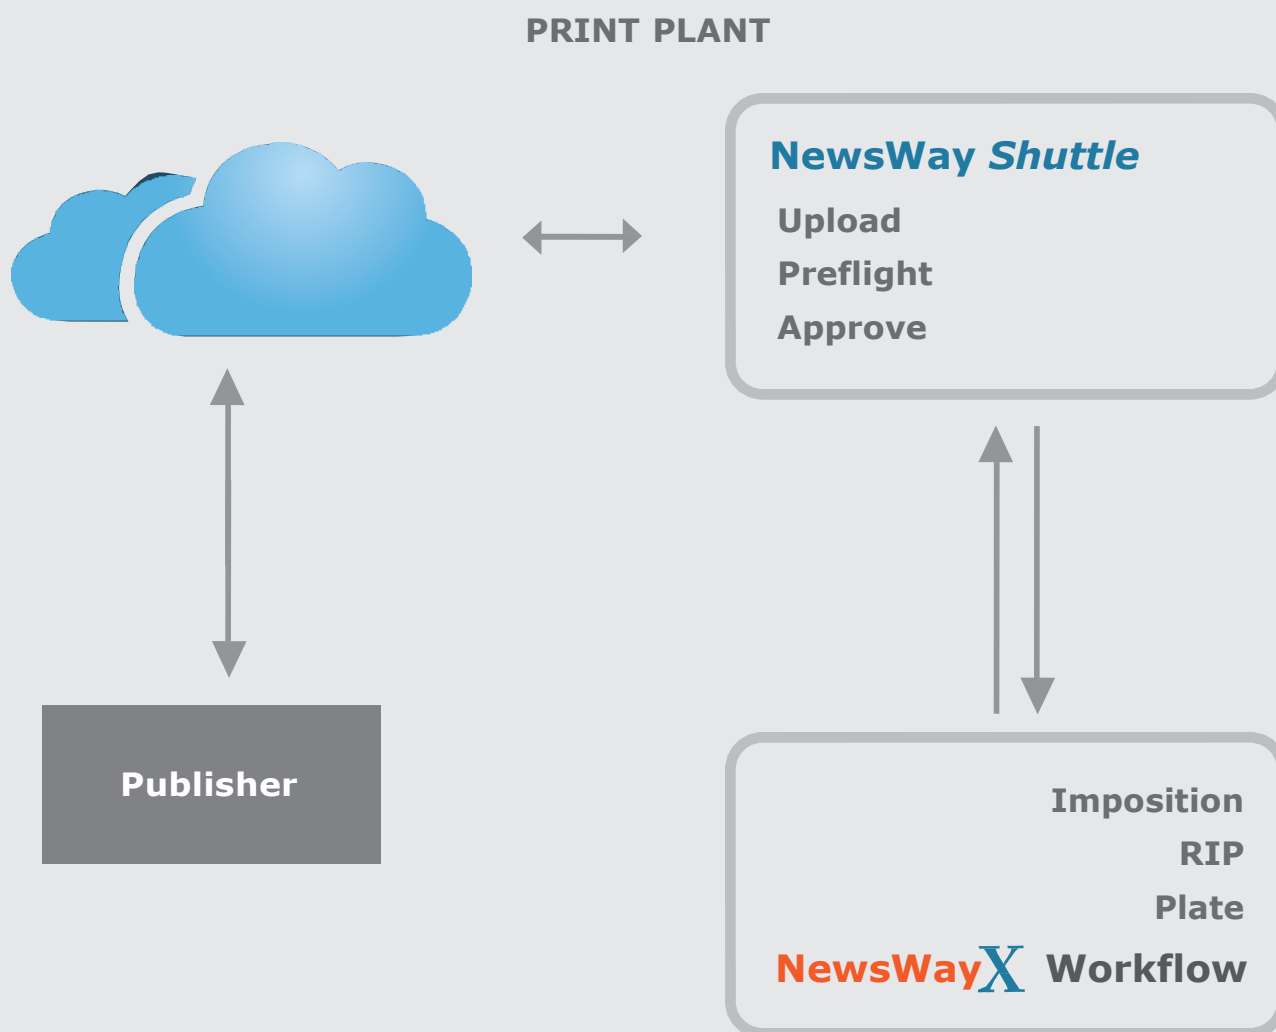 PRINT PLANT
NewsWay Shuttle
Upload
Preflight
Approve
Publisher
Imposition
RIP
Plate
NewsWayX Workflow